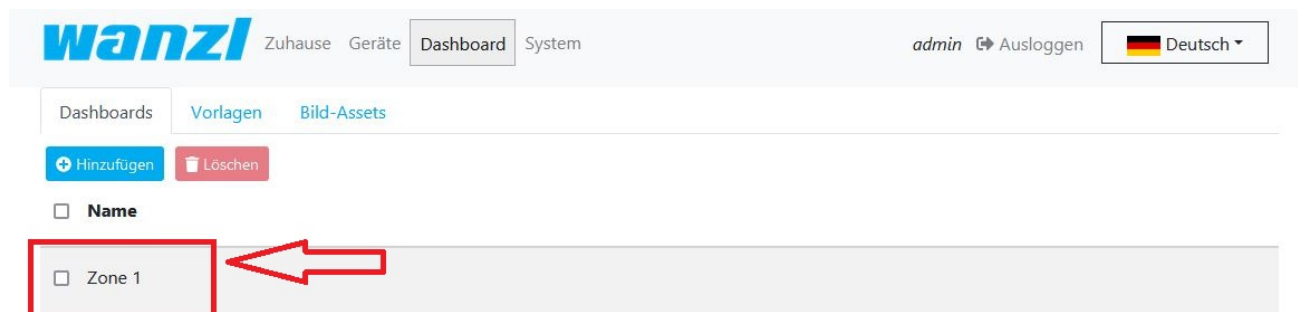 wanzl Zuhause Geräte Dashboard System admin Ausloggen Deutsch
Dashboards Vorlagen Bild-Assets
Hinzufügen Löschen
Name
Zone 1